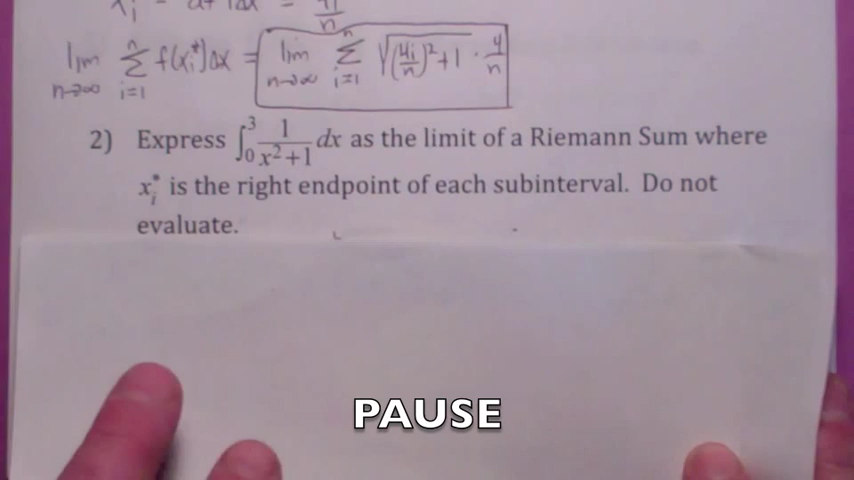 lim n→∞ Σ i=1 n f(xᵢ*)Δx = lim n→∞ Σ i=1 n √((4i/n)² + 1) · 4/n
2) Express ∫₀³ 1/(x²+1) dx as the limit of a Riemann Sum where
xᵢ* is the right endpoint of each subinterval. Do not
evaluate.
PAUSE